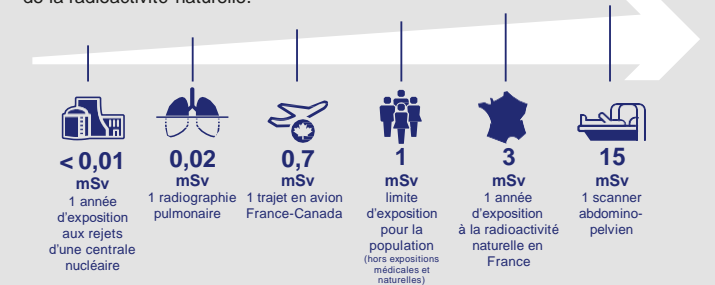 de la radioactivité naturelle.
< 0,01
mSv
1 année
d'exposition
aux rejets
d'une centrale
nucléaire
0,02
mSv
1 radiographie
pulmonaire
0,7
mSv
1 trajet en avion
France-Canada
1
mSv
limite
d'exposition
pour la
population
(hors expositions
médicales et
naturelles)
3
mSv
1 année
d'exposition
à la radioactivité
naturelle en
France
15
mSv
1 scanner
abdomino-
pelvien